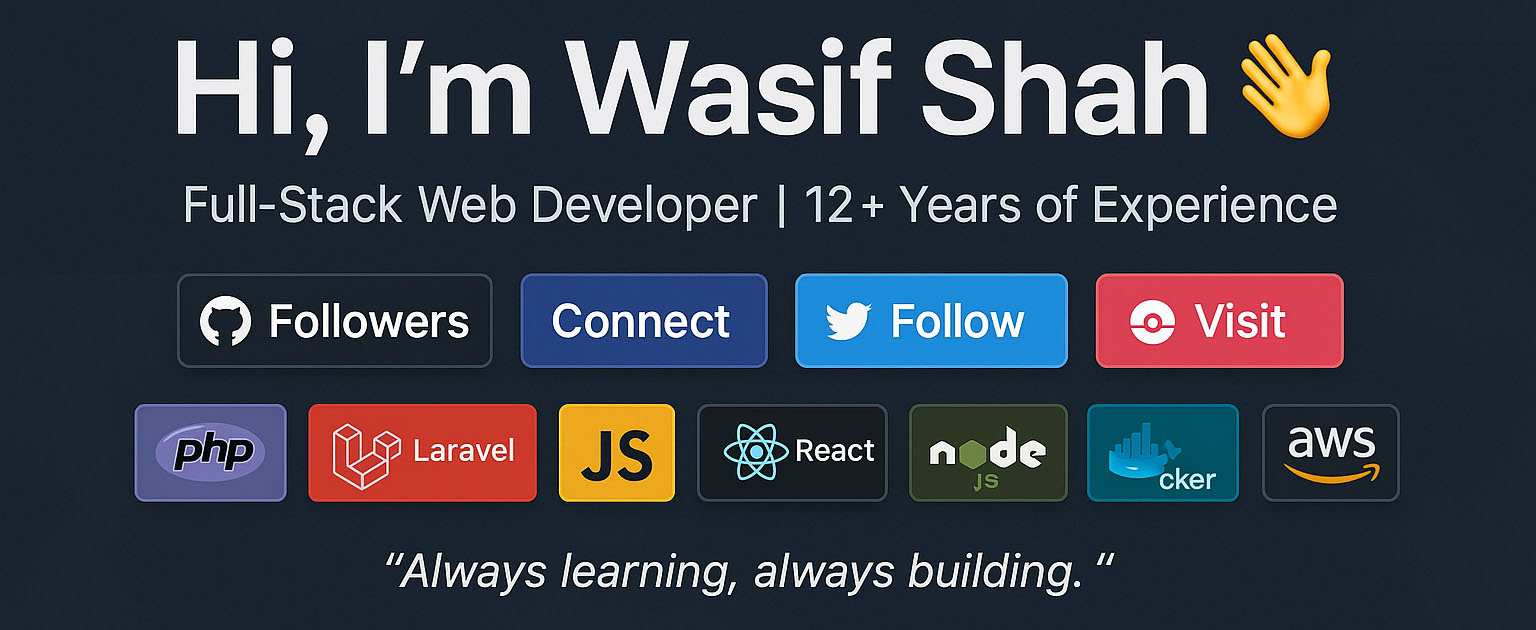 Hi, I’m Wasif Shah 👋
Full-Stack Web Developer | 12+ Years of Experience
Followers Connect Follow Visit
php Laravel JS React node JS cker aws
“Always learning, always building. “